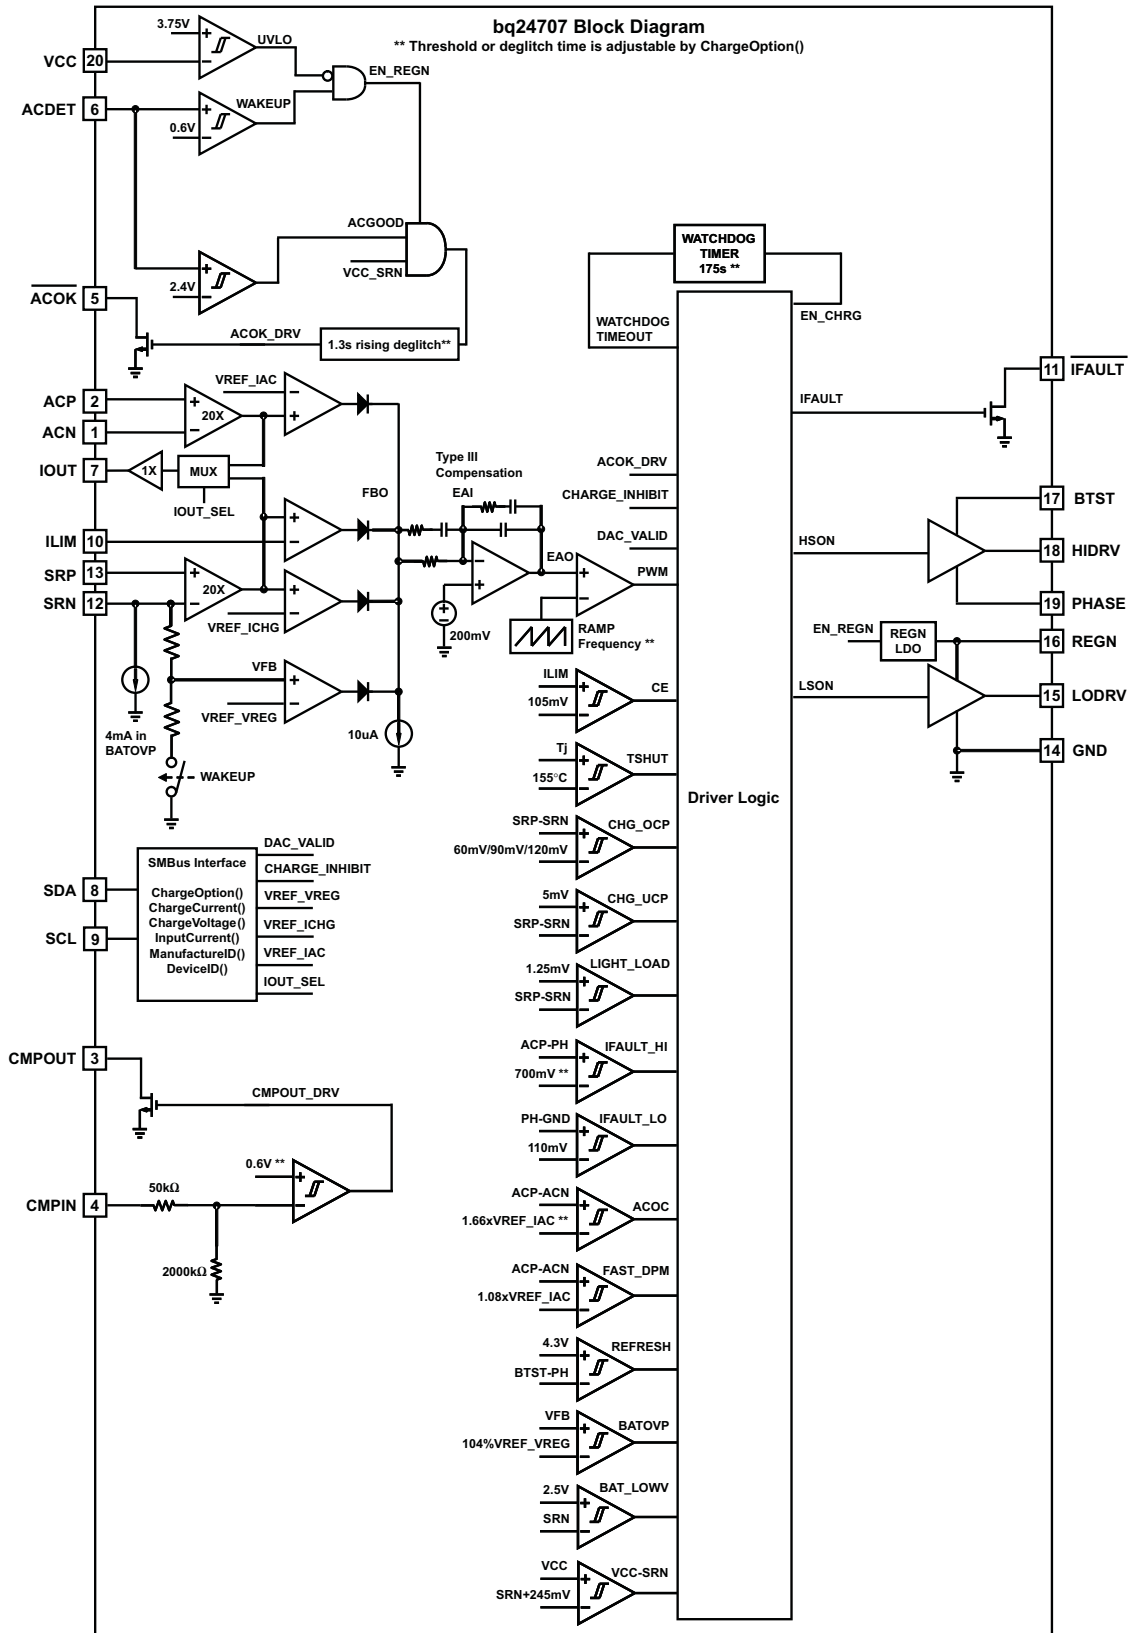 bq24707 Block Diagram
** Threshold or deglitch time is adjustable by ChargeOption()
3.75V
UVLO
VCC
20
EN_REGN
ACDET
6
WAKEUP
0.6V
ACGOOD
VCC_SRN
2.4V
ACOK
5
ACOK_DRV
1.3s rising deglitch**
WATCHDOG
TIMER
175s **
WATCHDOG
TIMEOUT
EN_CHRG
IFAULT
11
IFAULT
ACP
2
ACN
1
20X
VREF_IAC
IOUT
7
1X
MUX
IOUT_SEL
FBO
ILIM
10
SRP
13
SRN
12
20X
VREF_ICHG
Type III
Compensation
EAI
EAO
200mV
RAMP
Frequency **
ACOK_DRV
CHARGE_INHIBIT
DAC_VALID
PWM
HSON
17
BTST
18
HIDRV
19
PHASE
EN_REGN
REGN
LDO
16
REGN
LSON
15
LODRV
14
GND
VFB
VREF_VREG
4mA in
BATOVP
WAKEUP
10uA
Driver Logic
ILIM
105mV
CE
Tj
155°C
TSHUT
SRP-SRN
60mV/90mV/120mV
CHG_OCP
5mV
SRP-SRN
CHG_UCP
1.25mV
SRP-SRN
LIGHT_LOAD
ACP-PH
700mV **
IFAULT_HI
PH-GND
110mV
IFAULT_LO
ACP-ACN
1.66xVREF_IAC **
ACOC
ACP-ACN
1.08xVREF_IAC
FAST_DPM
4.3V
BTST-PH
REFRESH
VFB
104%VREF_VREG
BATOVP
2.5V
SRN
BAT_LOWV
VCC
SRN+245mV
VCC-SRN
SDA
8
SCL
9
SMBus Interface
ChargeOption()
ChargeCurrent()
ChargeVoltage()
InputCurrent()
ManufactureID()
DeviceID()
DAC_VALID
CHARGE_INHIBIT
VREF_VREG
VREF_ICHG
VREF_IAC
IOUT_SEL
CMPOUT
3
CMPOUT_DRV
0.6V **
CMPIN
4
50kΩ
2000kΩ